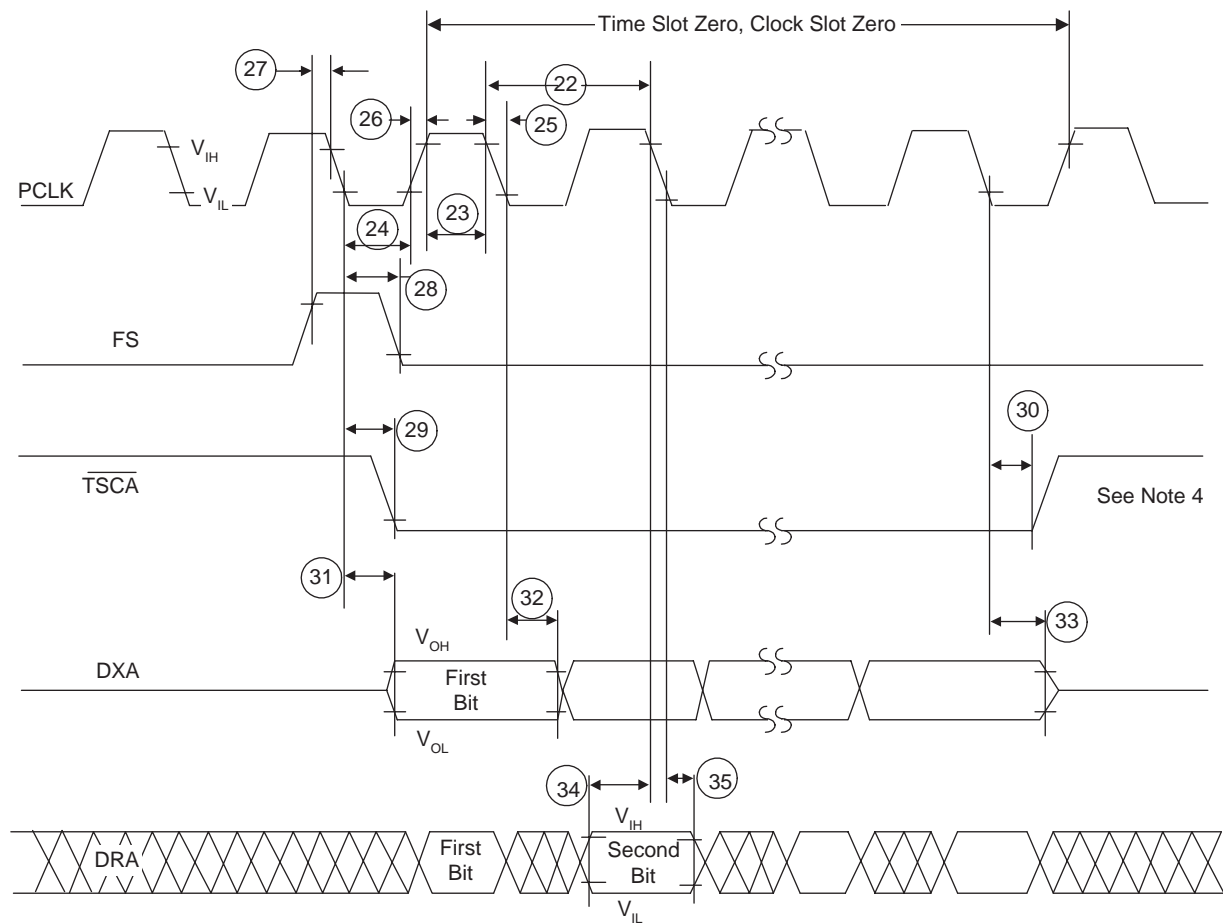 Time Slot Zero, Clock Slot Zero
27
22
26
25
V_IH
PCLK
V_IL
24
23
28
FS
29
30
TSCA
See Note 4
31
32
33
V_OH
DXA
First
Bit
V_OL
34
35
V_IH
DRA
First
Bit
Second
Bit
V_IL